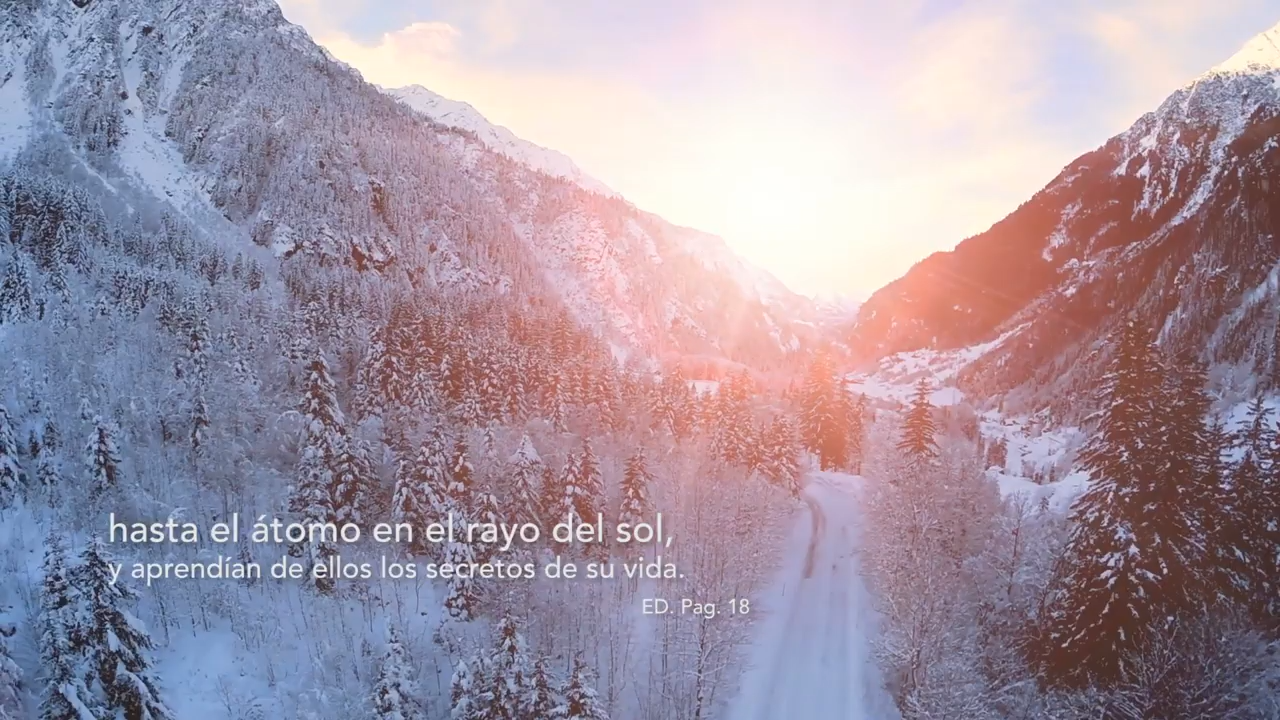 hasta el átomo en el rayo del sol,
y aprendían de ellos los secretos de su vida.
ED. Pag. 18